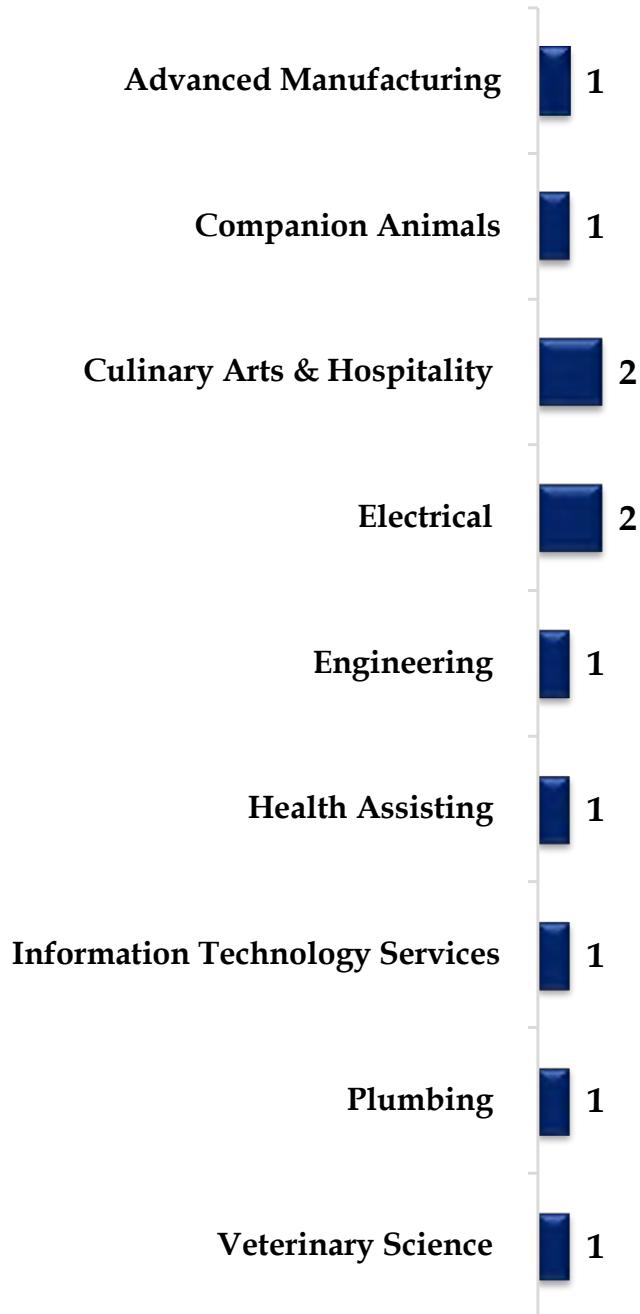 Advanced Manufacturing 1
Companion Animals 1
Culinary Arts & Hospitality 2
Electrical 2
Engineering 1
Health Assisting 1
Information Technology Services 1
Plumbing 1
Veterinary Science 1